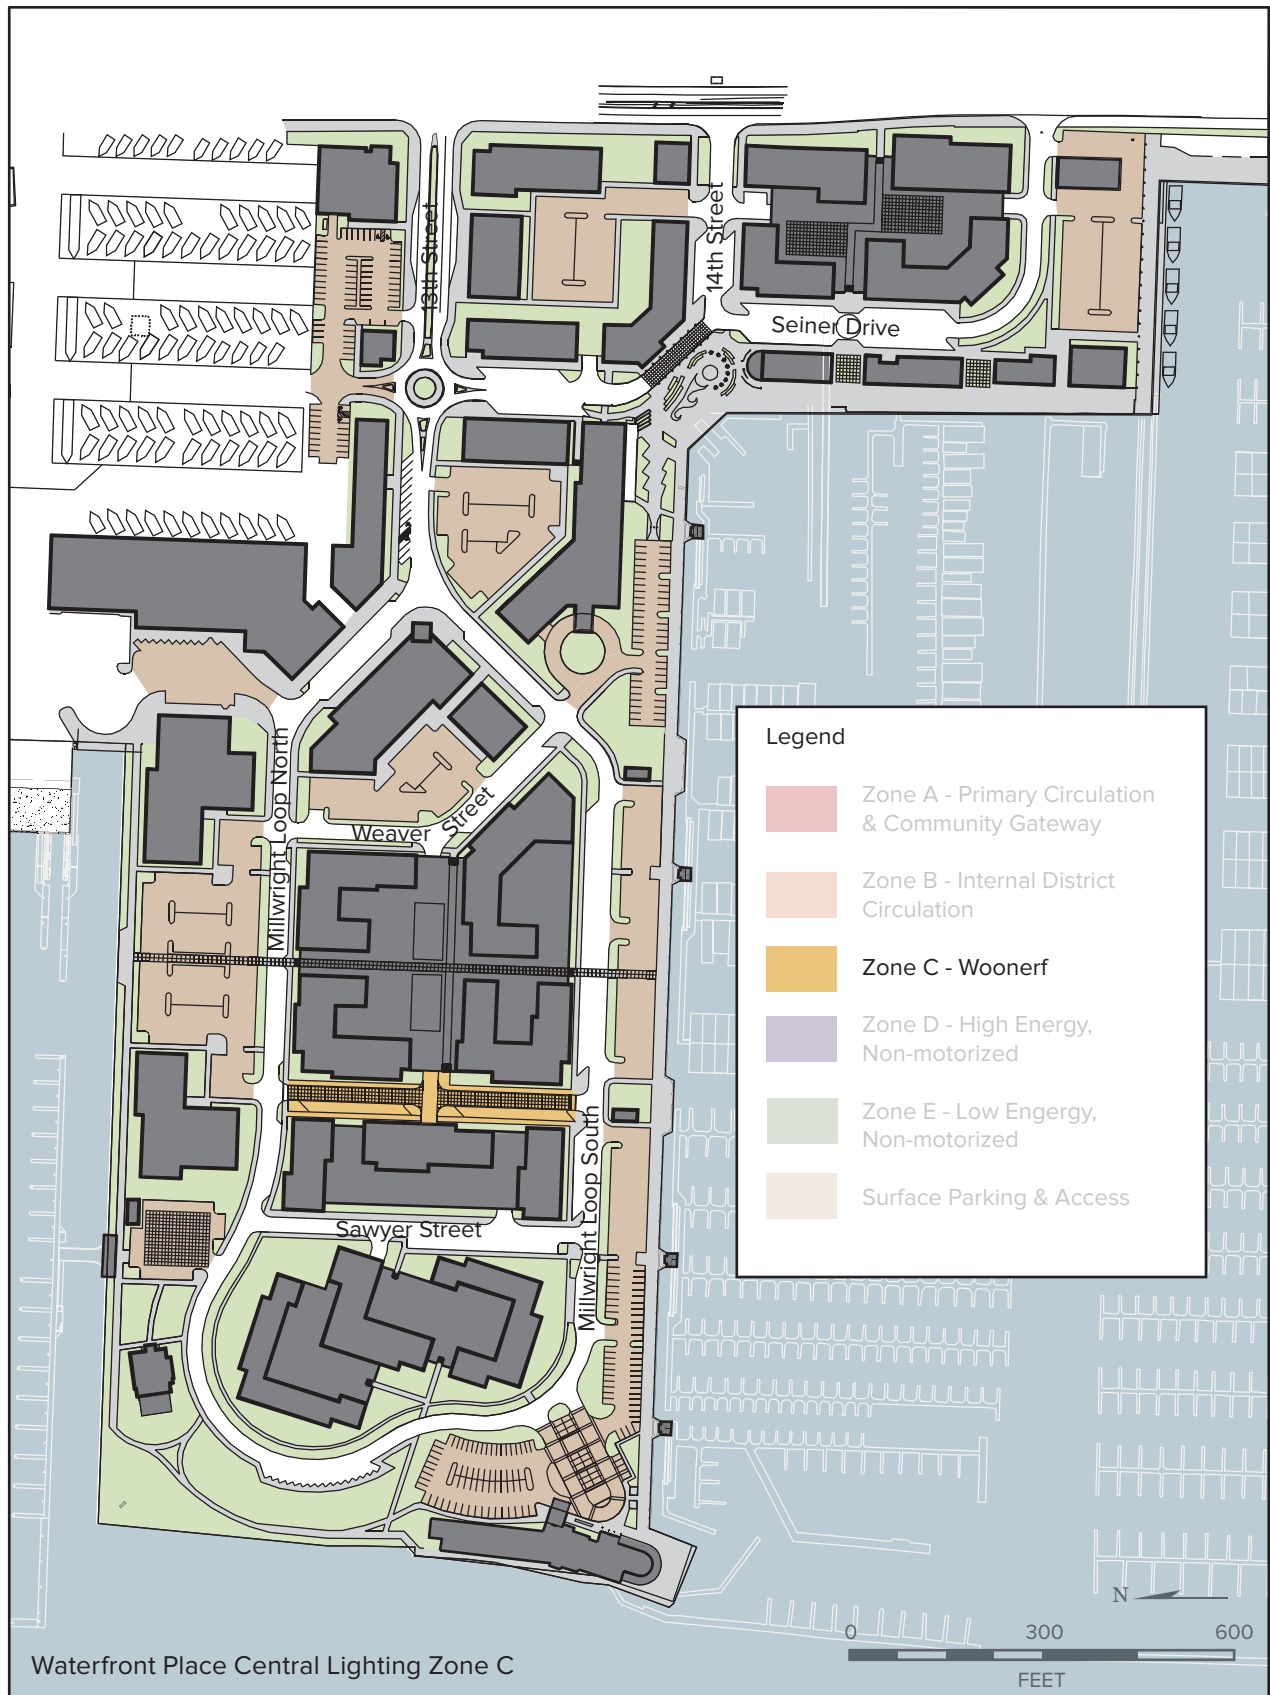 13th Street
14th Street
Seiner Drive
Millwright Loop North
Weaver Street
Millwright Loop South
Sawyer Street
Legend
Zone A - Primary Circulation
& Community Gateway
Zone B - Internal District
Circulation
Zone C - Woonerf
Zone D - High Energy,
Non-motorized
Zone E - Low Engergy,
Non-motorized
Surface Parking & Access
N
0 300 600
FEET
Waterfront Place Central Lighting Zone C